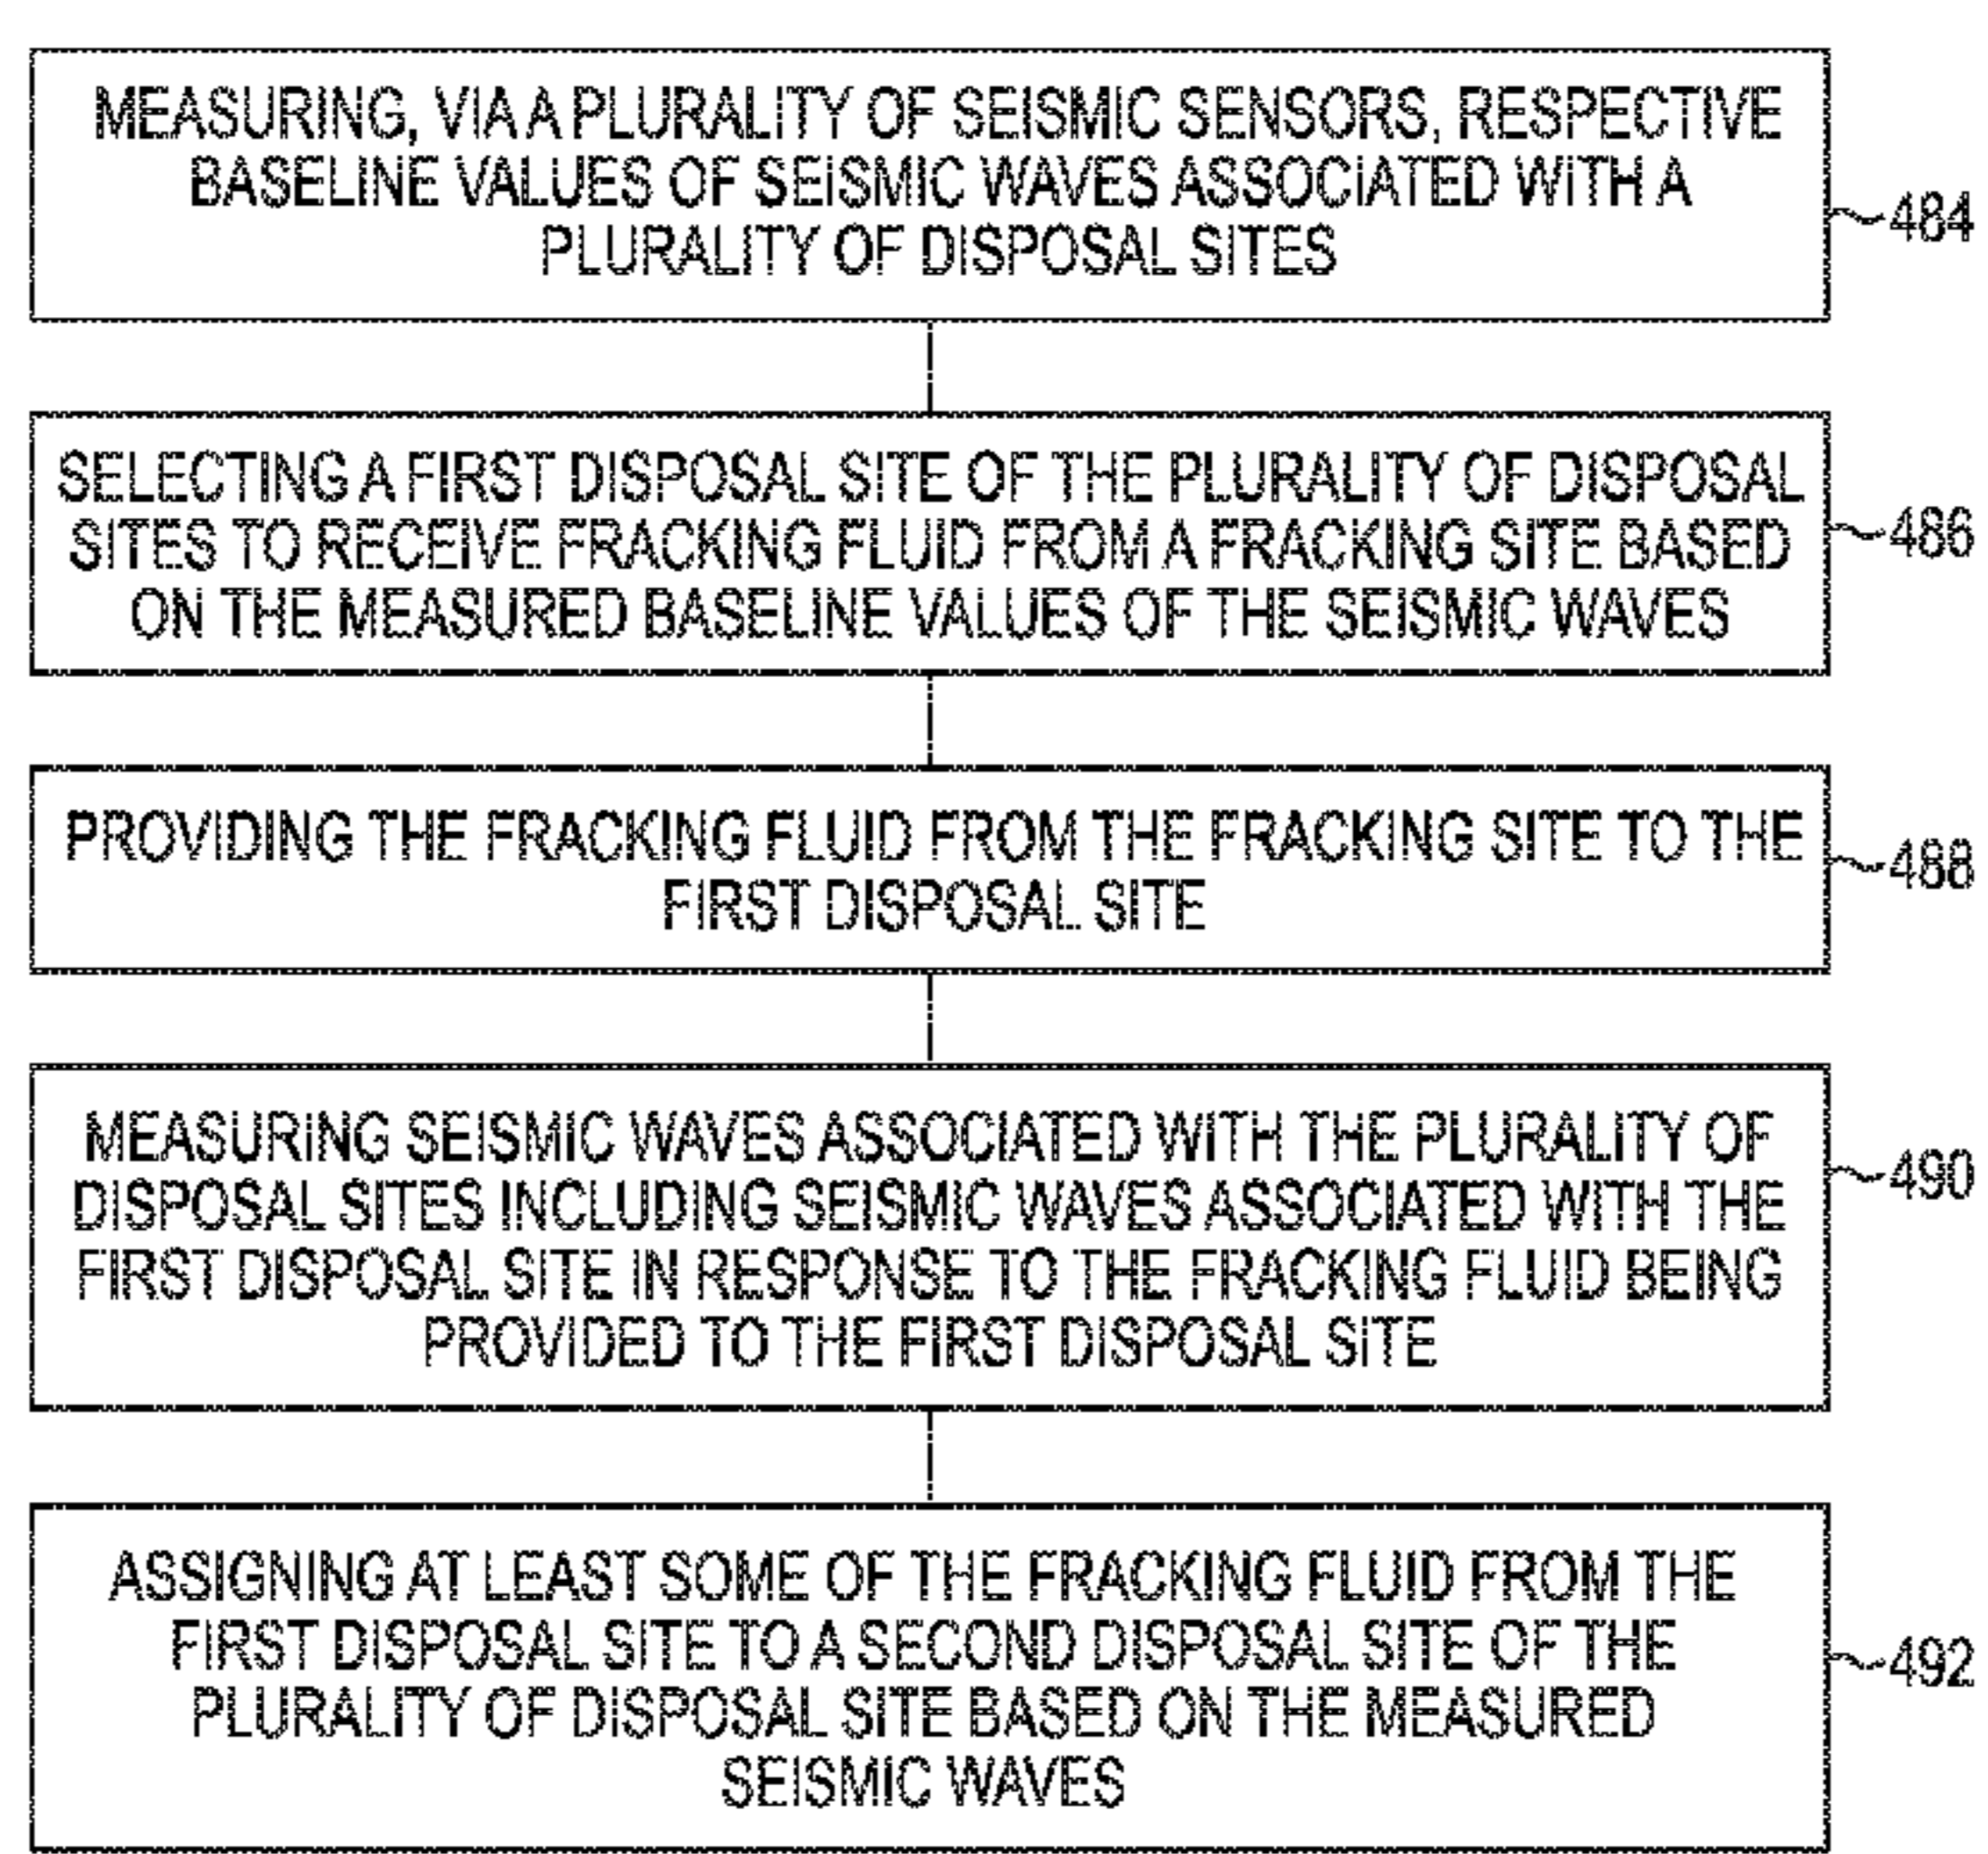 MEASURING, VIA A PLURALITY OF SEISMIC SENSORS, RESPECTIVE
BASELINE VALUES OF SEISMIC WAVES ASSOCIATED WITH A
PLURALITY OF DISPOSAL SITES
484
SELECTING A FIRST DISPOSAL SITE OF THE PLURALITY OF DISPOSAL
SITES TO RECEIVE FRACKING FLUID FROM A FRACKING SITE BASED
ON THE MEASURED BASELINE VALUES OF THE SEISMIC WAVES
486
PROVIDING THE FRACKING FLUID FROM THE FRACKING SITE TO THE
FIRST DISPOSAL SITE
488
MEASURING SEISMIC WAVES ASSOCIATED WITH THE PLURALITY OF
DISPOSAL SITES INCLUDING SEISMIC WAVES ASSOCIATED WITH THE
FIRST DISPOSAL SITE IN RESPONSE TO THE FRACKING FLUID BEING
PROVIDED TO THE FIRST DISPOSAL SITE
490
ASSIGNING AT LEAST SOME OF THE FRACKING FLUID FROM THE
FIRST DISPOSAL SITE TO A SECOND DISPOSAL SITE OF THE
PLURALITY OF DISPOSAL SITE BASED ON THE MEASURED
SEISMIC WAVES
492